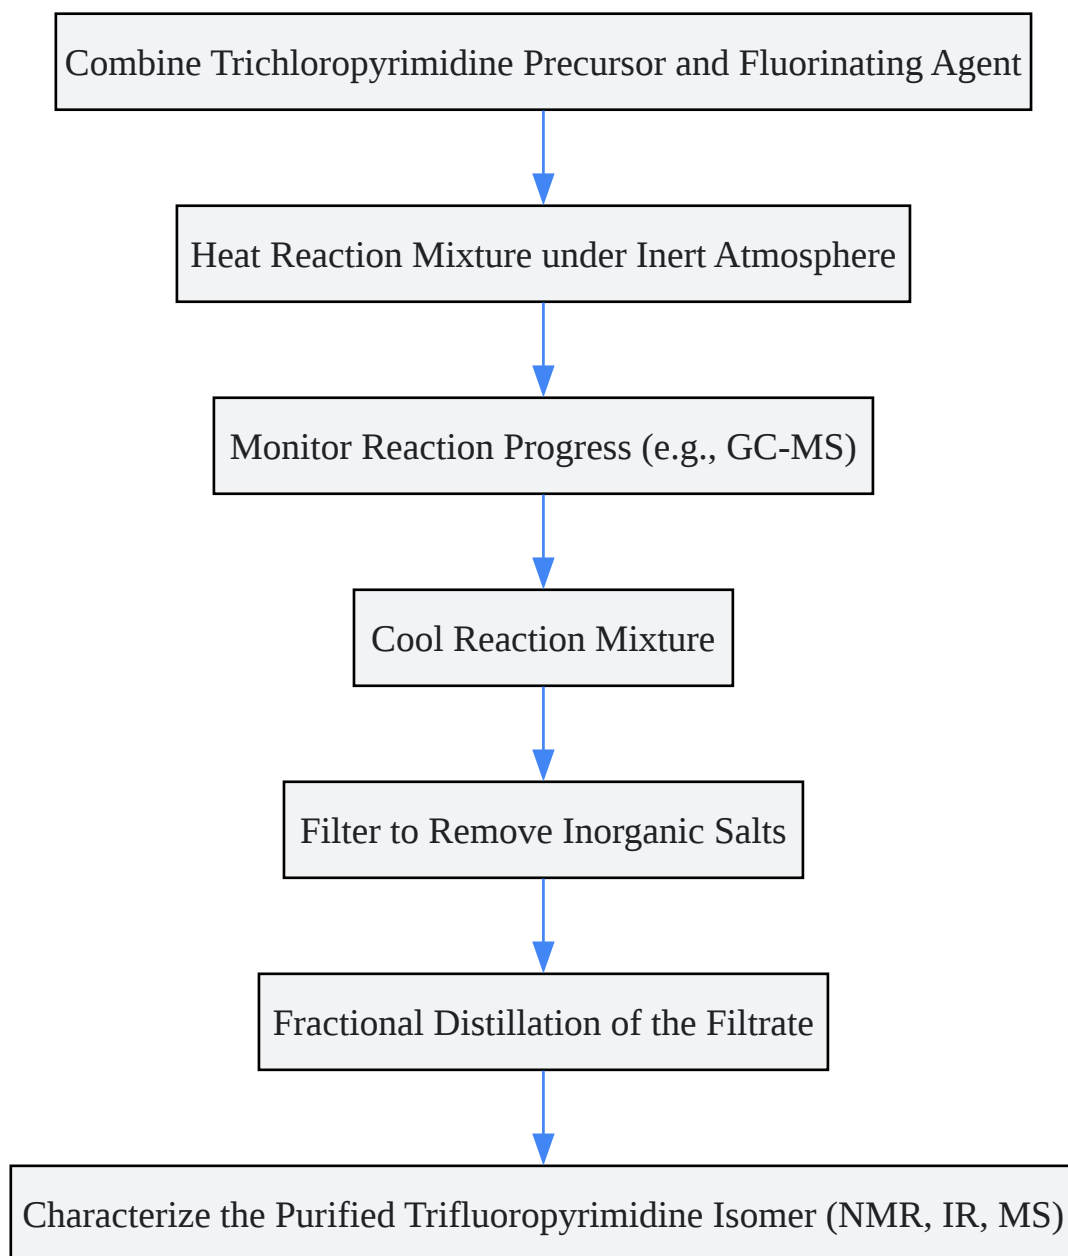 Combine Trichloropyrimidine Precursor and Fluorinating Agent
Heat Reaction Mixture under Inert Atmosphere
Monitor Reaction Progress (e.g., GC-MS)
Cool Reaction Mixture
Filter to Remove Inorganic Salts
Fractional Distillation of the Filtrate
Characterize the Purified Trifluoropyrimidine Isomer (NMR, IR, MS)